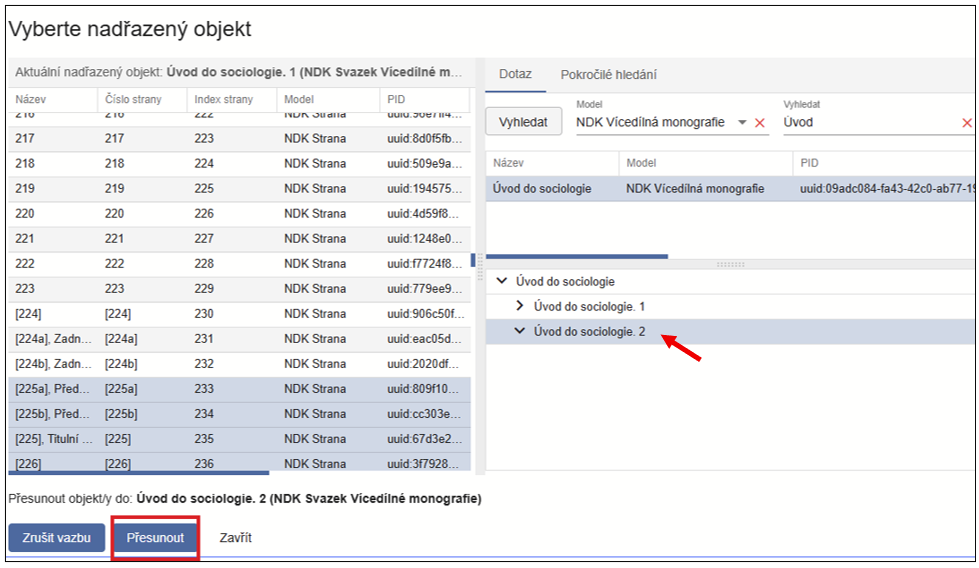 Vyberte nadřazený objekt
Aktuální nadřazený objekt: Úvod do sociologie. 1 (NDK Svazek Vícedílné m...
Název Číslo strany Index strany Model PID
216 216 222 NDK Strana
217 217 223 NDK Strana uuid:8d0f5fb...
218 218 224 NDK Strana uuid:509e9a...
219 219 225 NDK Strana uuid:194575...
220 220 226 NDK Strana uuid:4d59f8...
221 221 227 NDK Strana uuid:1248e0...
222 222 228 NDK Strana uuid:f7724f8...
223 223 229 NDK Strana uuid:779ee9...
[224] [224] 230 NDK Strana uuid:906c50f...
[224a], Zadn... [224a] 231 NDK Strana uuid:eac05d...
[224b], Zadn... [224b] 232 NDK Strana uuid:2020df...
[225a], Před... [225a] 233 NDK Strana uuid:809f10...
[225b], Před... [225b] 234 NDK Strana uuid:cc303e...
[225], Titulní ... [225] 235 NDK Strana uuid:67d3e2...
[226] [226] 236 NDK Strana uuid:3f7928...
Dotaz Pokročilé hledání
Model Vyhledat
Vyhledat NDK Vícedílná monografie Úvod
Název Model PID
Úvod do sociologie NDK Vícedílná monografie uuid:09adc084-fa43-42c0-ab77-19
Úvod do sociologie
Úvod do sociologie. 1
Úvod do sociologie. 2
Přesunout objekt/y do: Úvod do sociologie. 2 (NDK Svazek Vícedílné monografie)
Zrušit vazbu Přesunout Zavřít